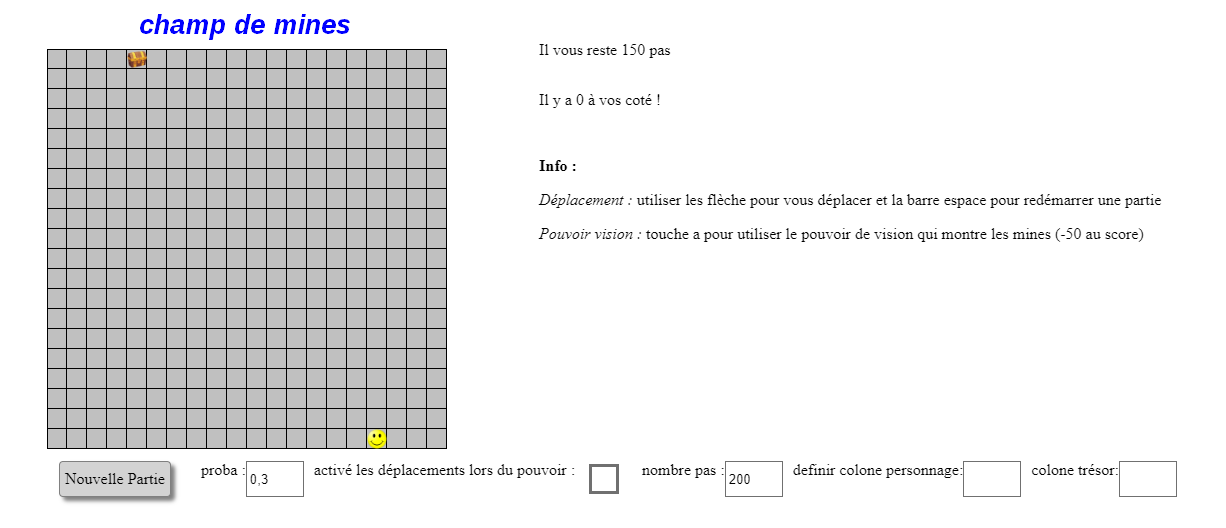 champ de mines
Il vous reste 150 pas
Il y a 0 à vos coté !
Info :
Déplacement : utiliser les flèche pour vous déplacer et la barre espace pour redémarrer une partie
Pouvoir vision : touche a pour utiliser le pouvoir de vision qui montre les mines (-50 au score)
Nouvelle Partie proba : 0,3 activé les déplacements lors du pouvoir : nombre pas : 200 definir colone personnage: colone trésor: